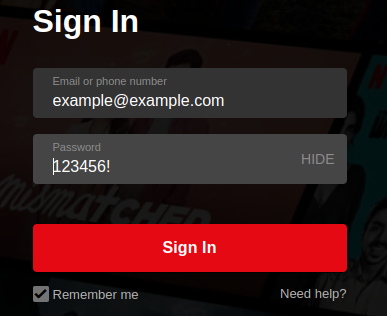 Sign In
Email or phone number
example@example.com
Password
123456!
HIDE
Sign In
Remember me
Need help?